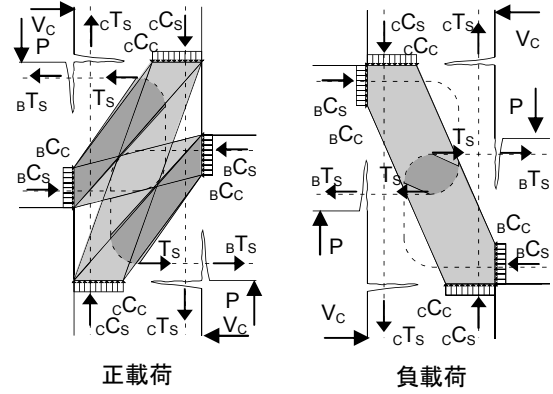 VC cTS cCS cCC
P
BTS TS
BCC
BCS BCS
BCC
TS BTS
P
cCC
cCS cTS VC
正載荷
cCS cTS VC
cCC
BCS P
BCC
TS BTS
BTS TS
BCC
P BCS
cCC
VC cTS cCS
負載荷